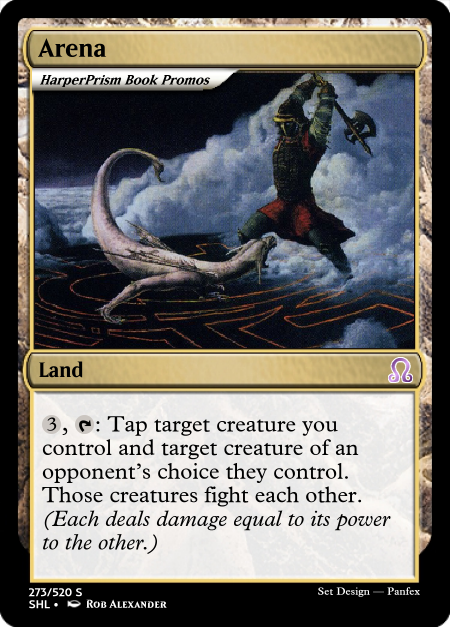 Arena
HarperPrism Book Promos
Land
3, T: Tap target creature you
control and target creature of an
opponent's choice they control.
Those creatures fight each other.
(Each deals damage equal to its power
to the other.)
273/520 S
SHL • Rob Alexander
Set Design — Panfex